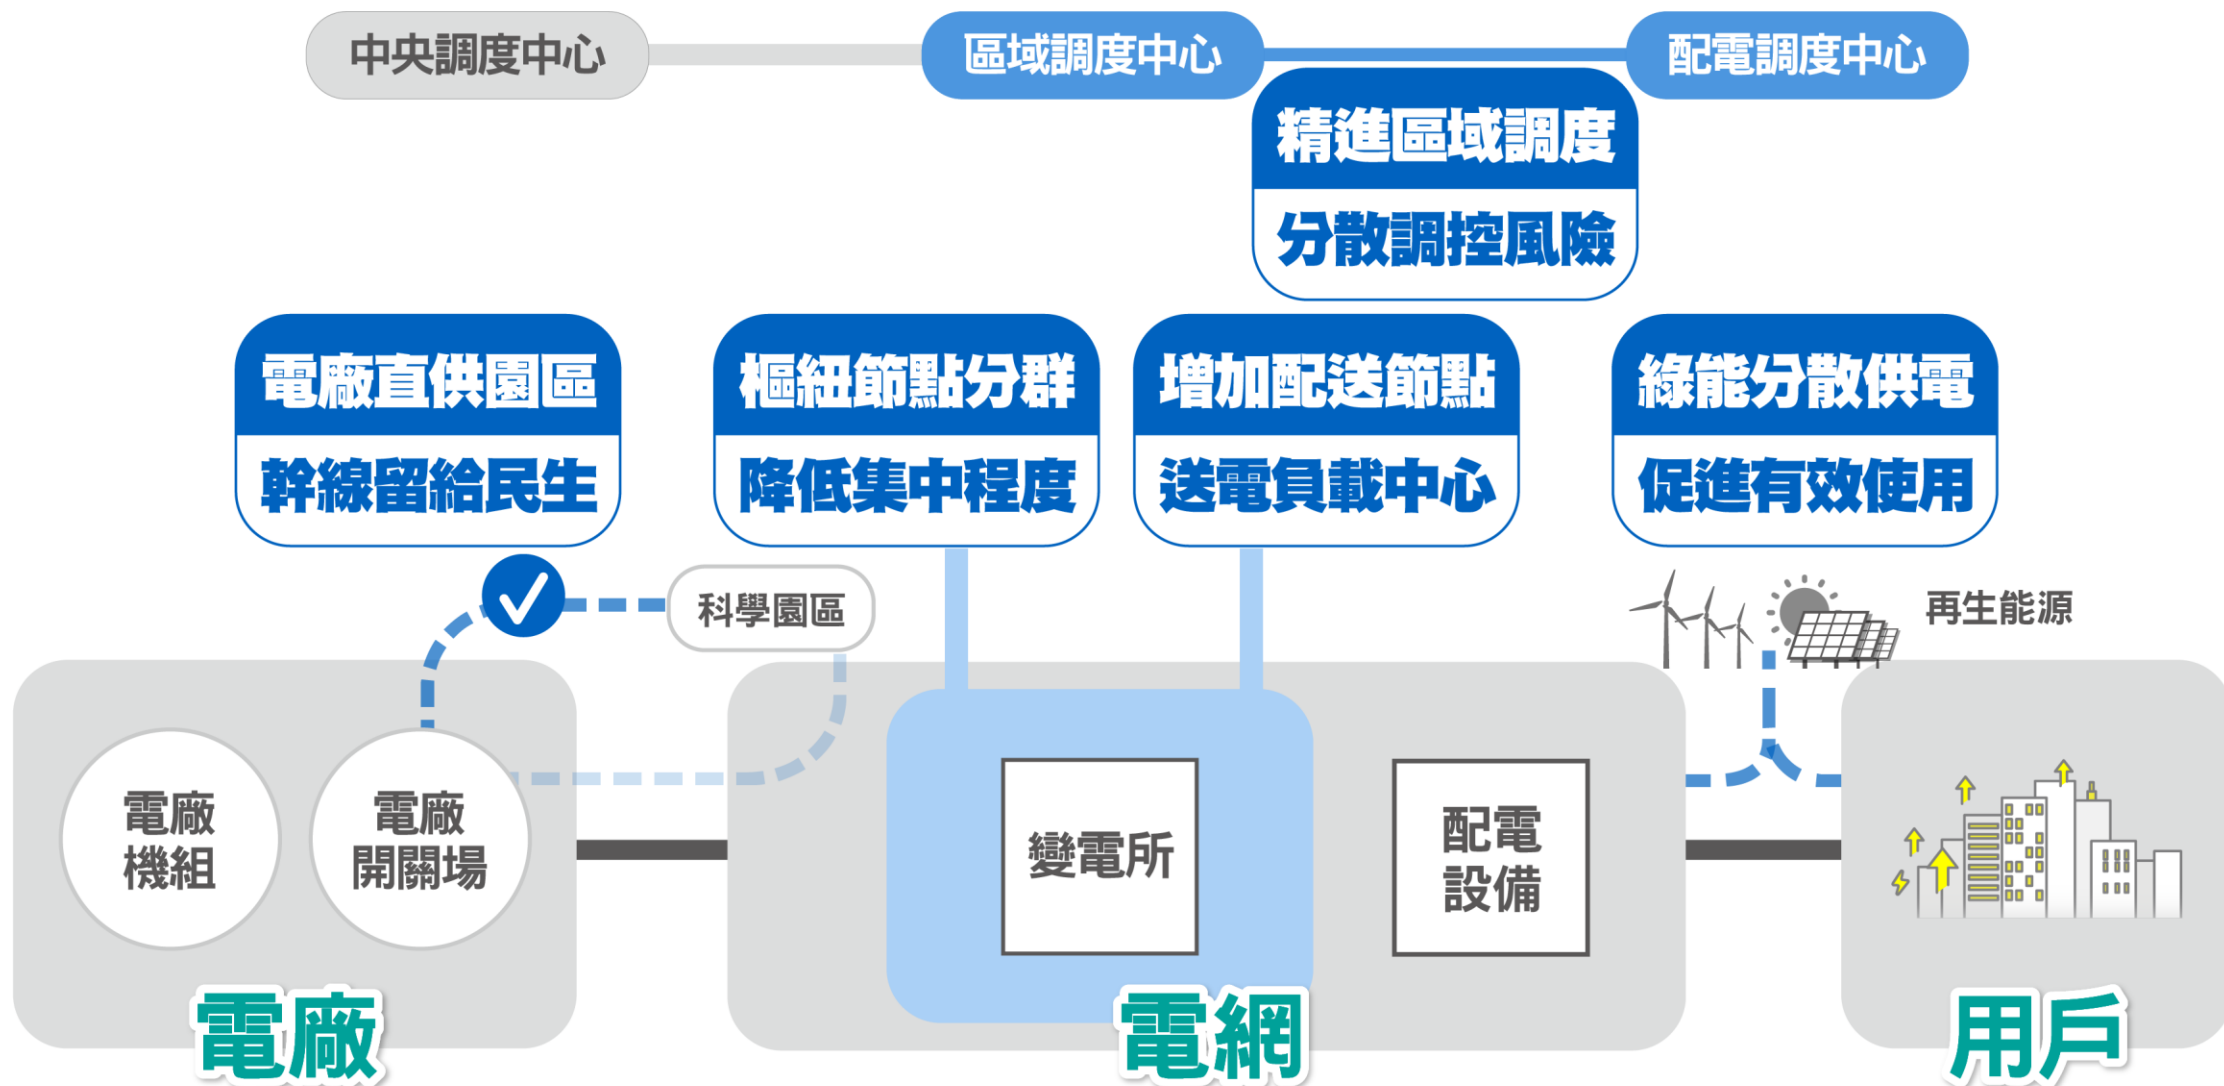 中央調度中心
區域調度中心
配電調度中心
精進區域調度
分散調控風險
電廠直供園區
幹線留給民生
樞紐節點分群
降低集中程度
增加配送節點
送電負載中心
綠能分散供電
促進有效使用
科學園區
再生能源
電廠
機組
電廠
開關場
變電所
配電
設備
電廠
電網
用戶